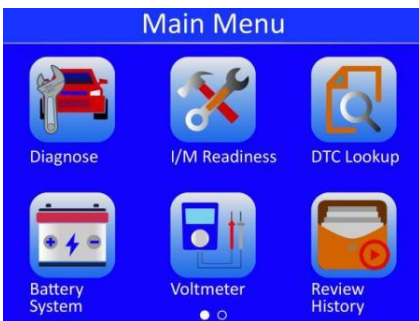 Main Menu
Diagnose
I/M Readiness
DTC Lookup
Battery
System
Voltmeter
Review
History